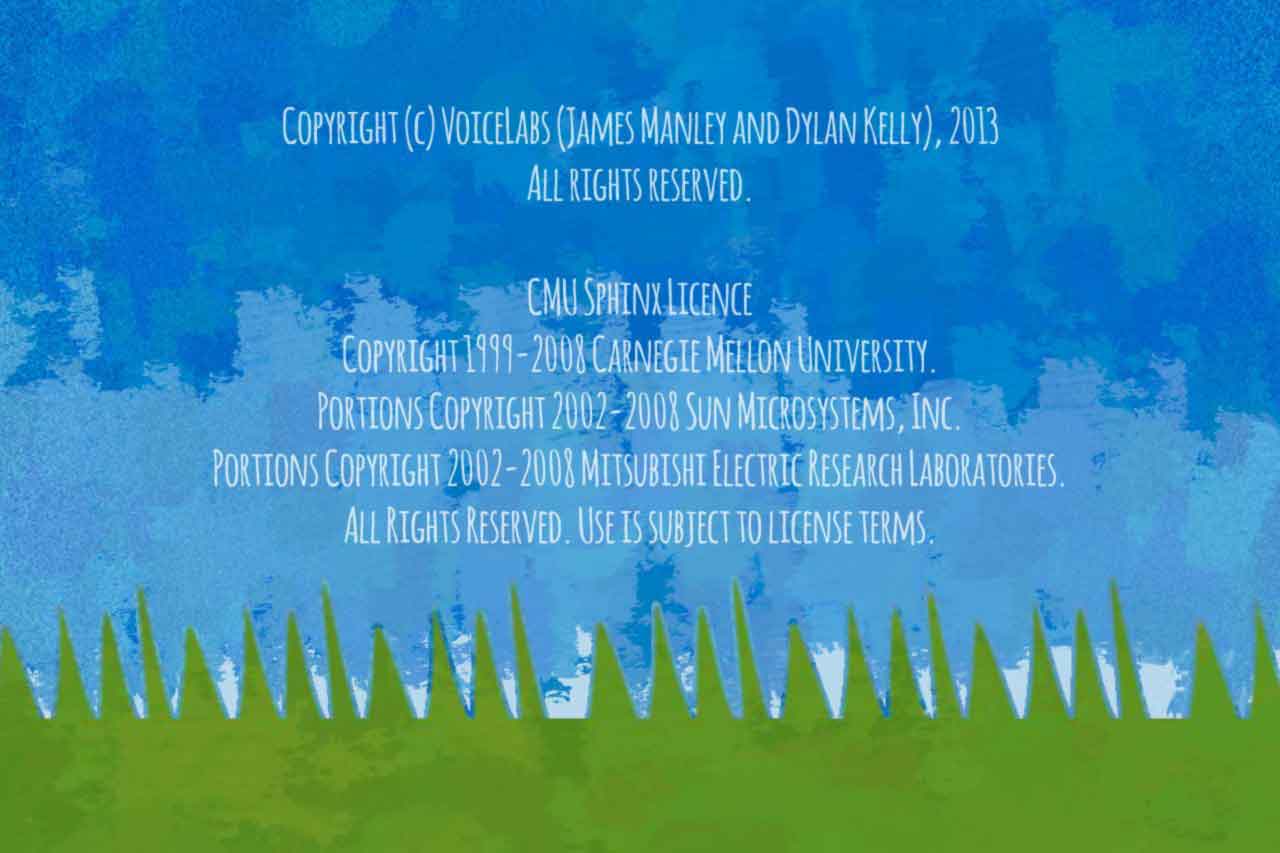 Copyright (c) VoiceLabs (James Manley and Dylan Kelly), 2013
All rights reserved.
CMU Sphinx Licence
Copyright 1999-2008 Carnegie Mellon University.
Portions Copyright 2002-2008 Sun Microsystems, Inc.
Portions Copyright 2002-2008 Mitsubishi Electric Research Laboratories.
All Rights Reserved. Use is subject to license terms.